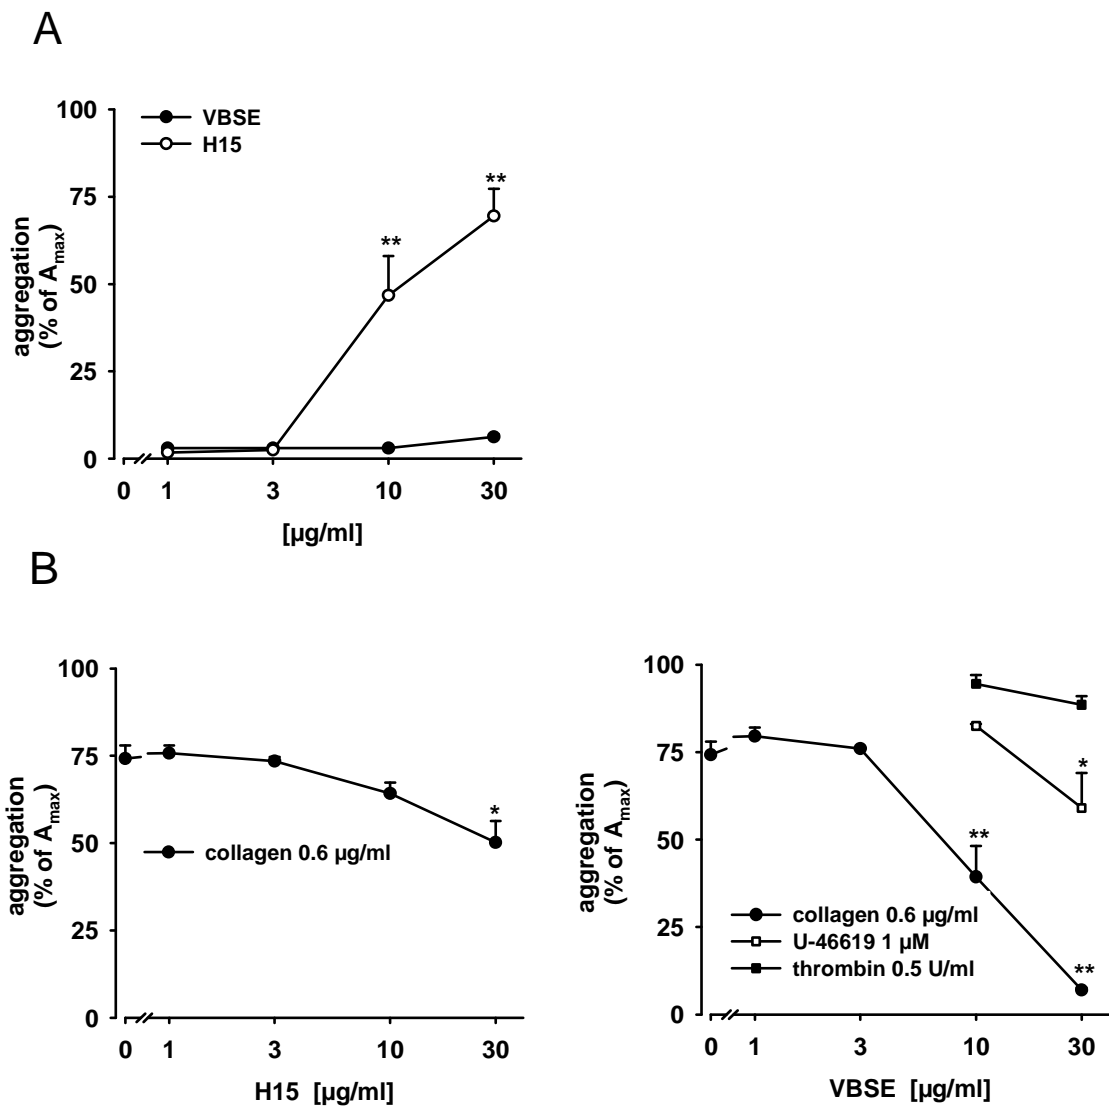 A
100
75
50
25
0
aggregation
(% of Amax)
VBSE
H15
**
**
0 1 3 10 30
[µg/ml]
B
100
75
50
25
0
aggregation
(% of Amax)
*
collagen 0.6 µg/ml
0 1 3 10 30
H15 [µg/ml]
100
75
50
25
0
aggregation
(% of Amax)
*
**
**
collagen 0.6 µg/ml
U-46619 1 µM
thrombin 0.5 U/ml
0 1 3 10 30
VBSE [µg/ml]